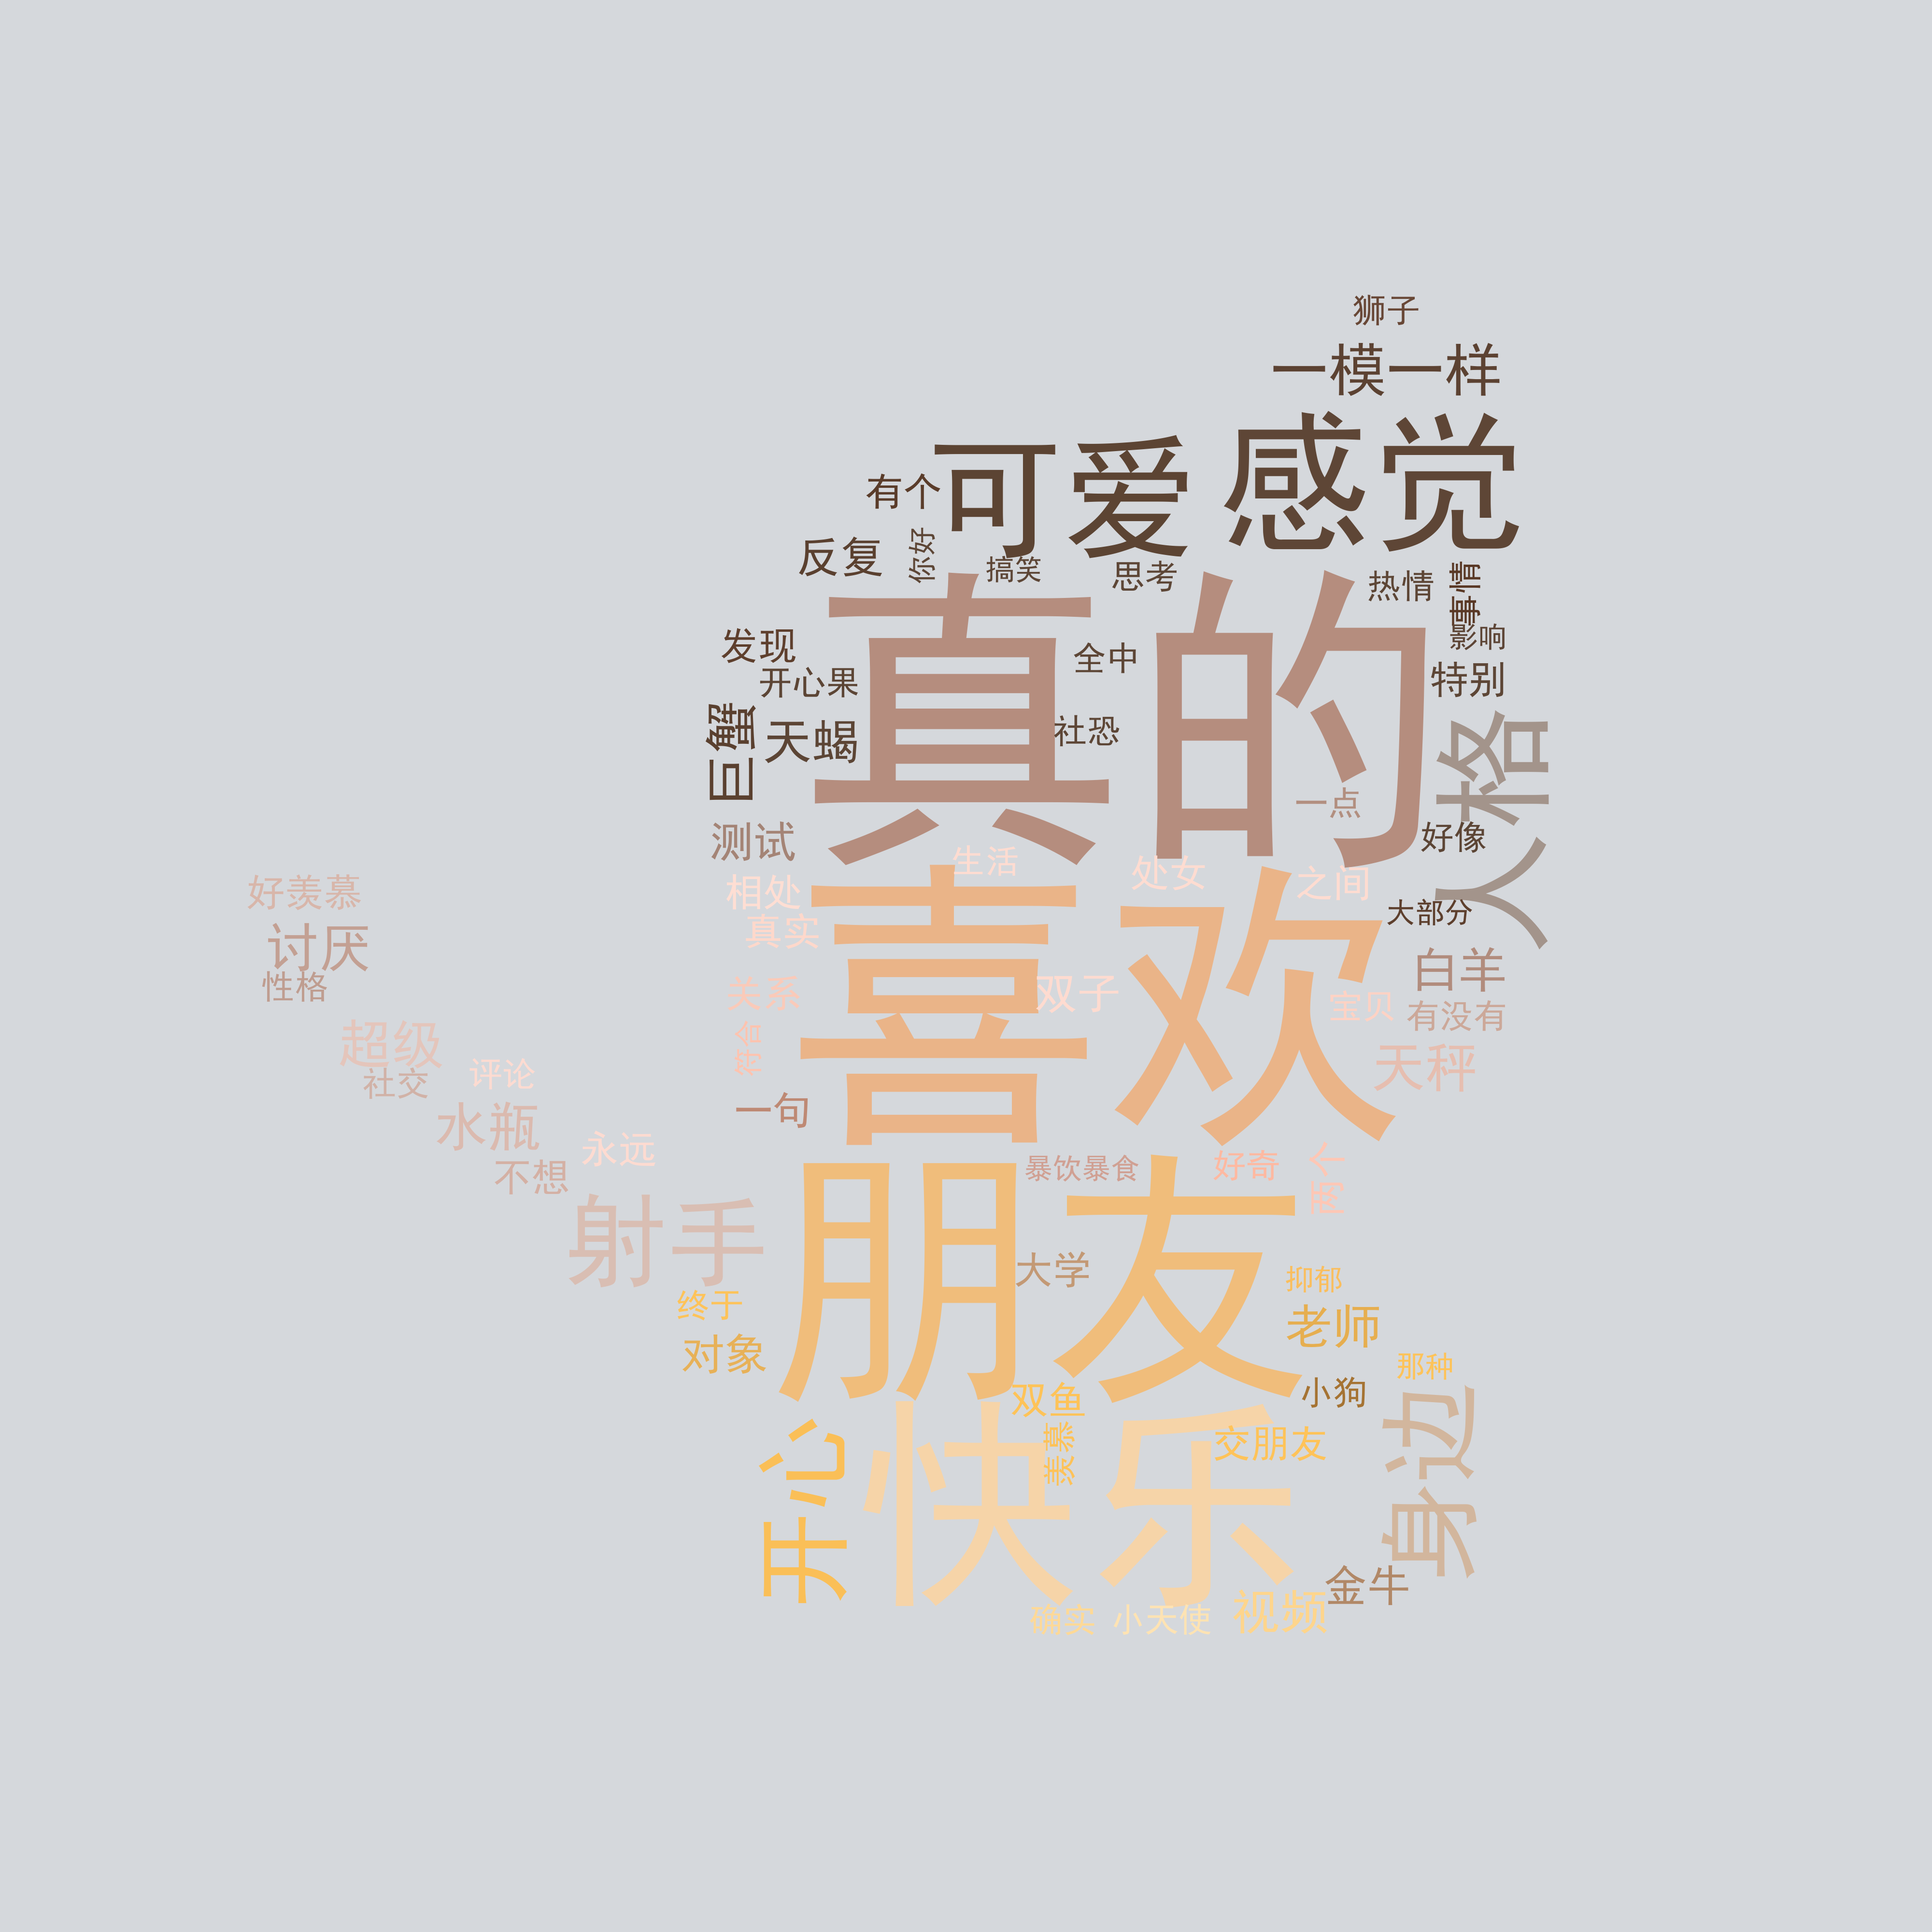 狮子
一模一样
感觉
可爱
有个
反复
你好
搞笑
思考
热情
事情
影响
真的
发现
全中
开心果
特别
巨蟹
天蝎
社恐
人格
一点
测试
好像
生活
处女
之间
好羡慕
相处
大部分
真实
讨厌
喜欢
白羊
性格
关系
双子
宝贝
有没有
超级
符合
天秤
评论
社交
一句
水瓶
永远
不想
暴饮暴食
好奇
两个
射手
朋友
大学
抑郁
终于
老师
对象
那种
双鱼
小狗
身边
羡慕
交朋友
开心
快乐
金牛
确实
小天使
视频